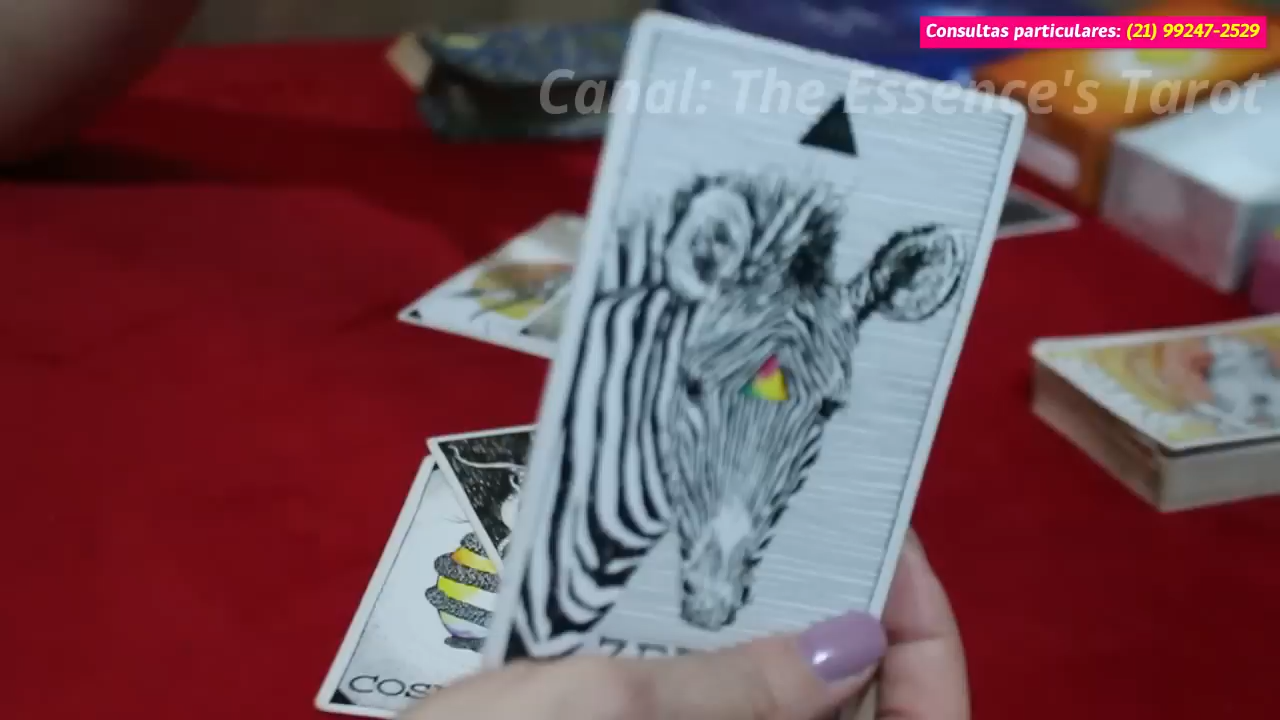 Consultas particulares: (21) 99247-2529
Canal: The Essence's Tarot